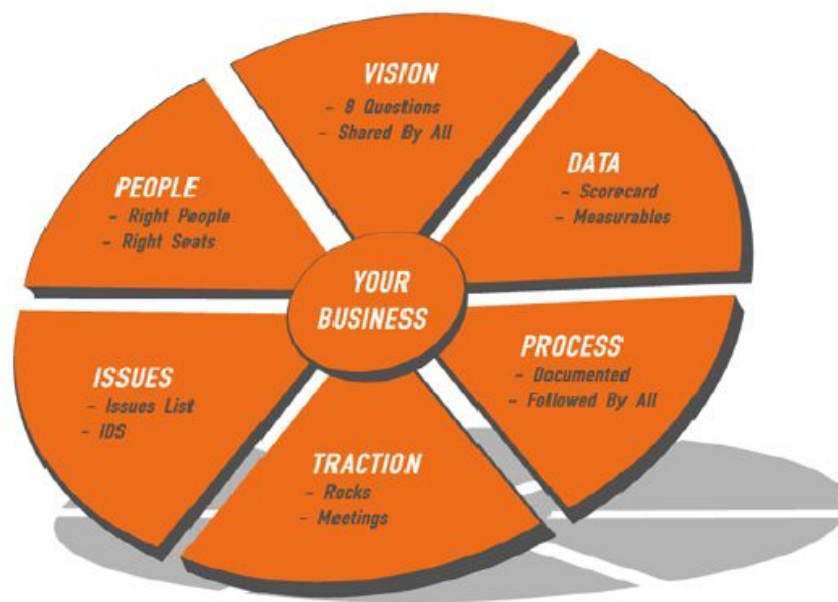 VISION
- 8 Questions
- Shared By All
DATA
- Scorecard
- Measurables
PEOPLE
- Right People
- Right Seats
YOUR
BUSINESS
PROCESS
- Documented
- Followed By All
ISSUES
- Issues List
- IDS
TRACTION
- Rocks
- Meetings